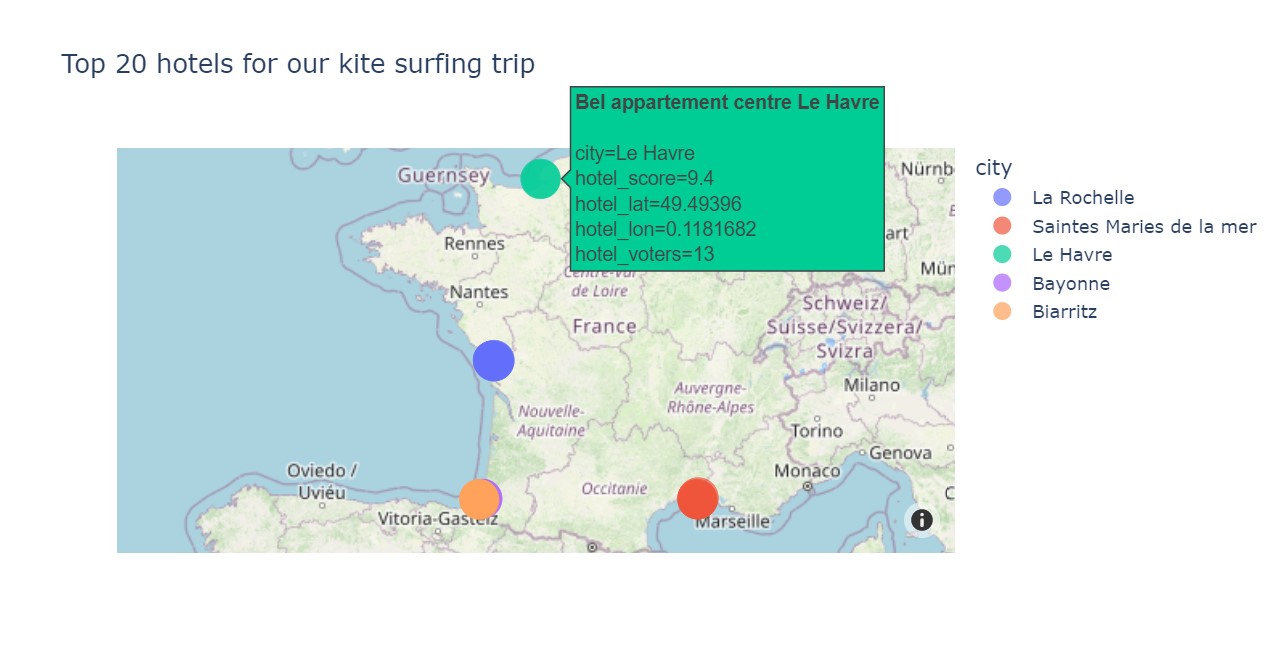 Top 20 hotels for our kite surfing trip
Bel appartement centre Le Havre
city=Le Havre
hotel_score=9.4
hotel_lat=49.49396
hotel_lon=0.1181682
hotel_voters=13
city
La Rochelle
Saintes Maries de la mer
Le Havre
Bayonne
Biarritz
Guernsey
Nürnb
Rennes
art
Mün
Centre-Val
de Loire
Nantes
Schweiz/
Suisse/Svizzera/
Svizra
France
Auvergne-
Rhône-Alpes
Milano
Nouvelle-
Aquitaine
Torino
Genova
Oviedo /
Uviéu
Monaco
Occitanie
Vitoria-Gasteiz
Marseille